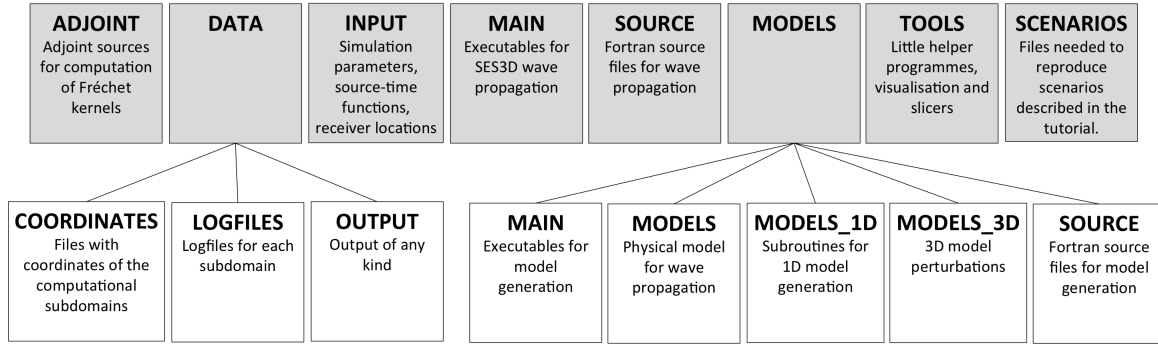 ADJOINT
Adjoint sources
for computation
of Fréchet
kernels
DATA
INPUT
Simulation
parameters,
source-time
functions,
receiver locations
MAIN
Executables for
SES3D wave
propagation
SOURCE
Fortran source
files for wave
propagation
MODELS
TOOLS
Little helper
programmes,
visualisation and
slicers
SCENARIOS
Files needed to
reproduce
scenarios
described in the
tutorial.
COORDINATES
Files with
coordinates of the
computational
subdomains
LOGFILES
Logfiles for each
subdomain
OUTPUT
Output of any
kind
MAIN
Executables for
model
generation
MODELS
Physical model
for wave
propagation
MODELS_1D
Subroutines for
1D model
generation
MODELS_3D
3D model
perturbations
SOURCE
Fortran source
files for model
generation